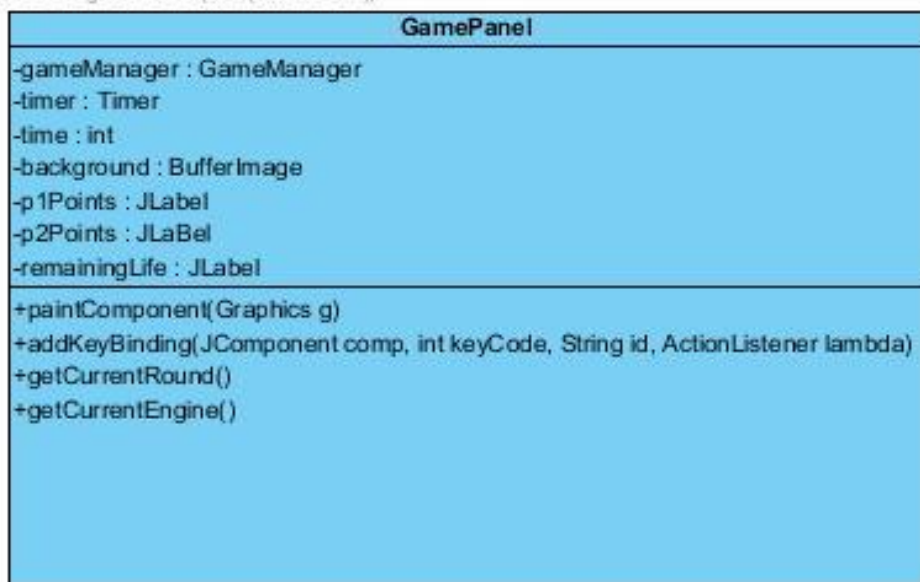 GamePanel
-gameManager : GameManager
-timer : Timer
-time : int
-background : BufferImage
-p1Points : JLabel
-p2Points : JLaBel
-remainingLife : JLabel
+paintComponent(Graphics g)
+addKeyBinding(JComponent comp, int keyCode, String id, ActionListener lambda)
+getCurrentRound()
+getCurrentEngine()